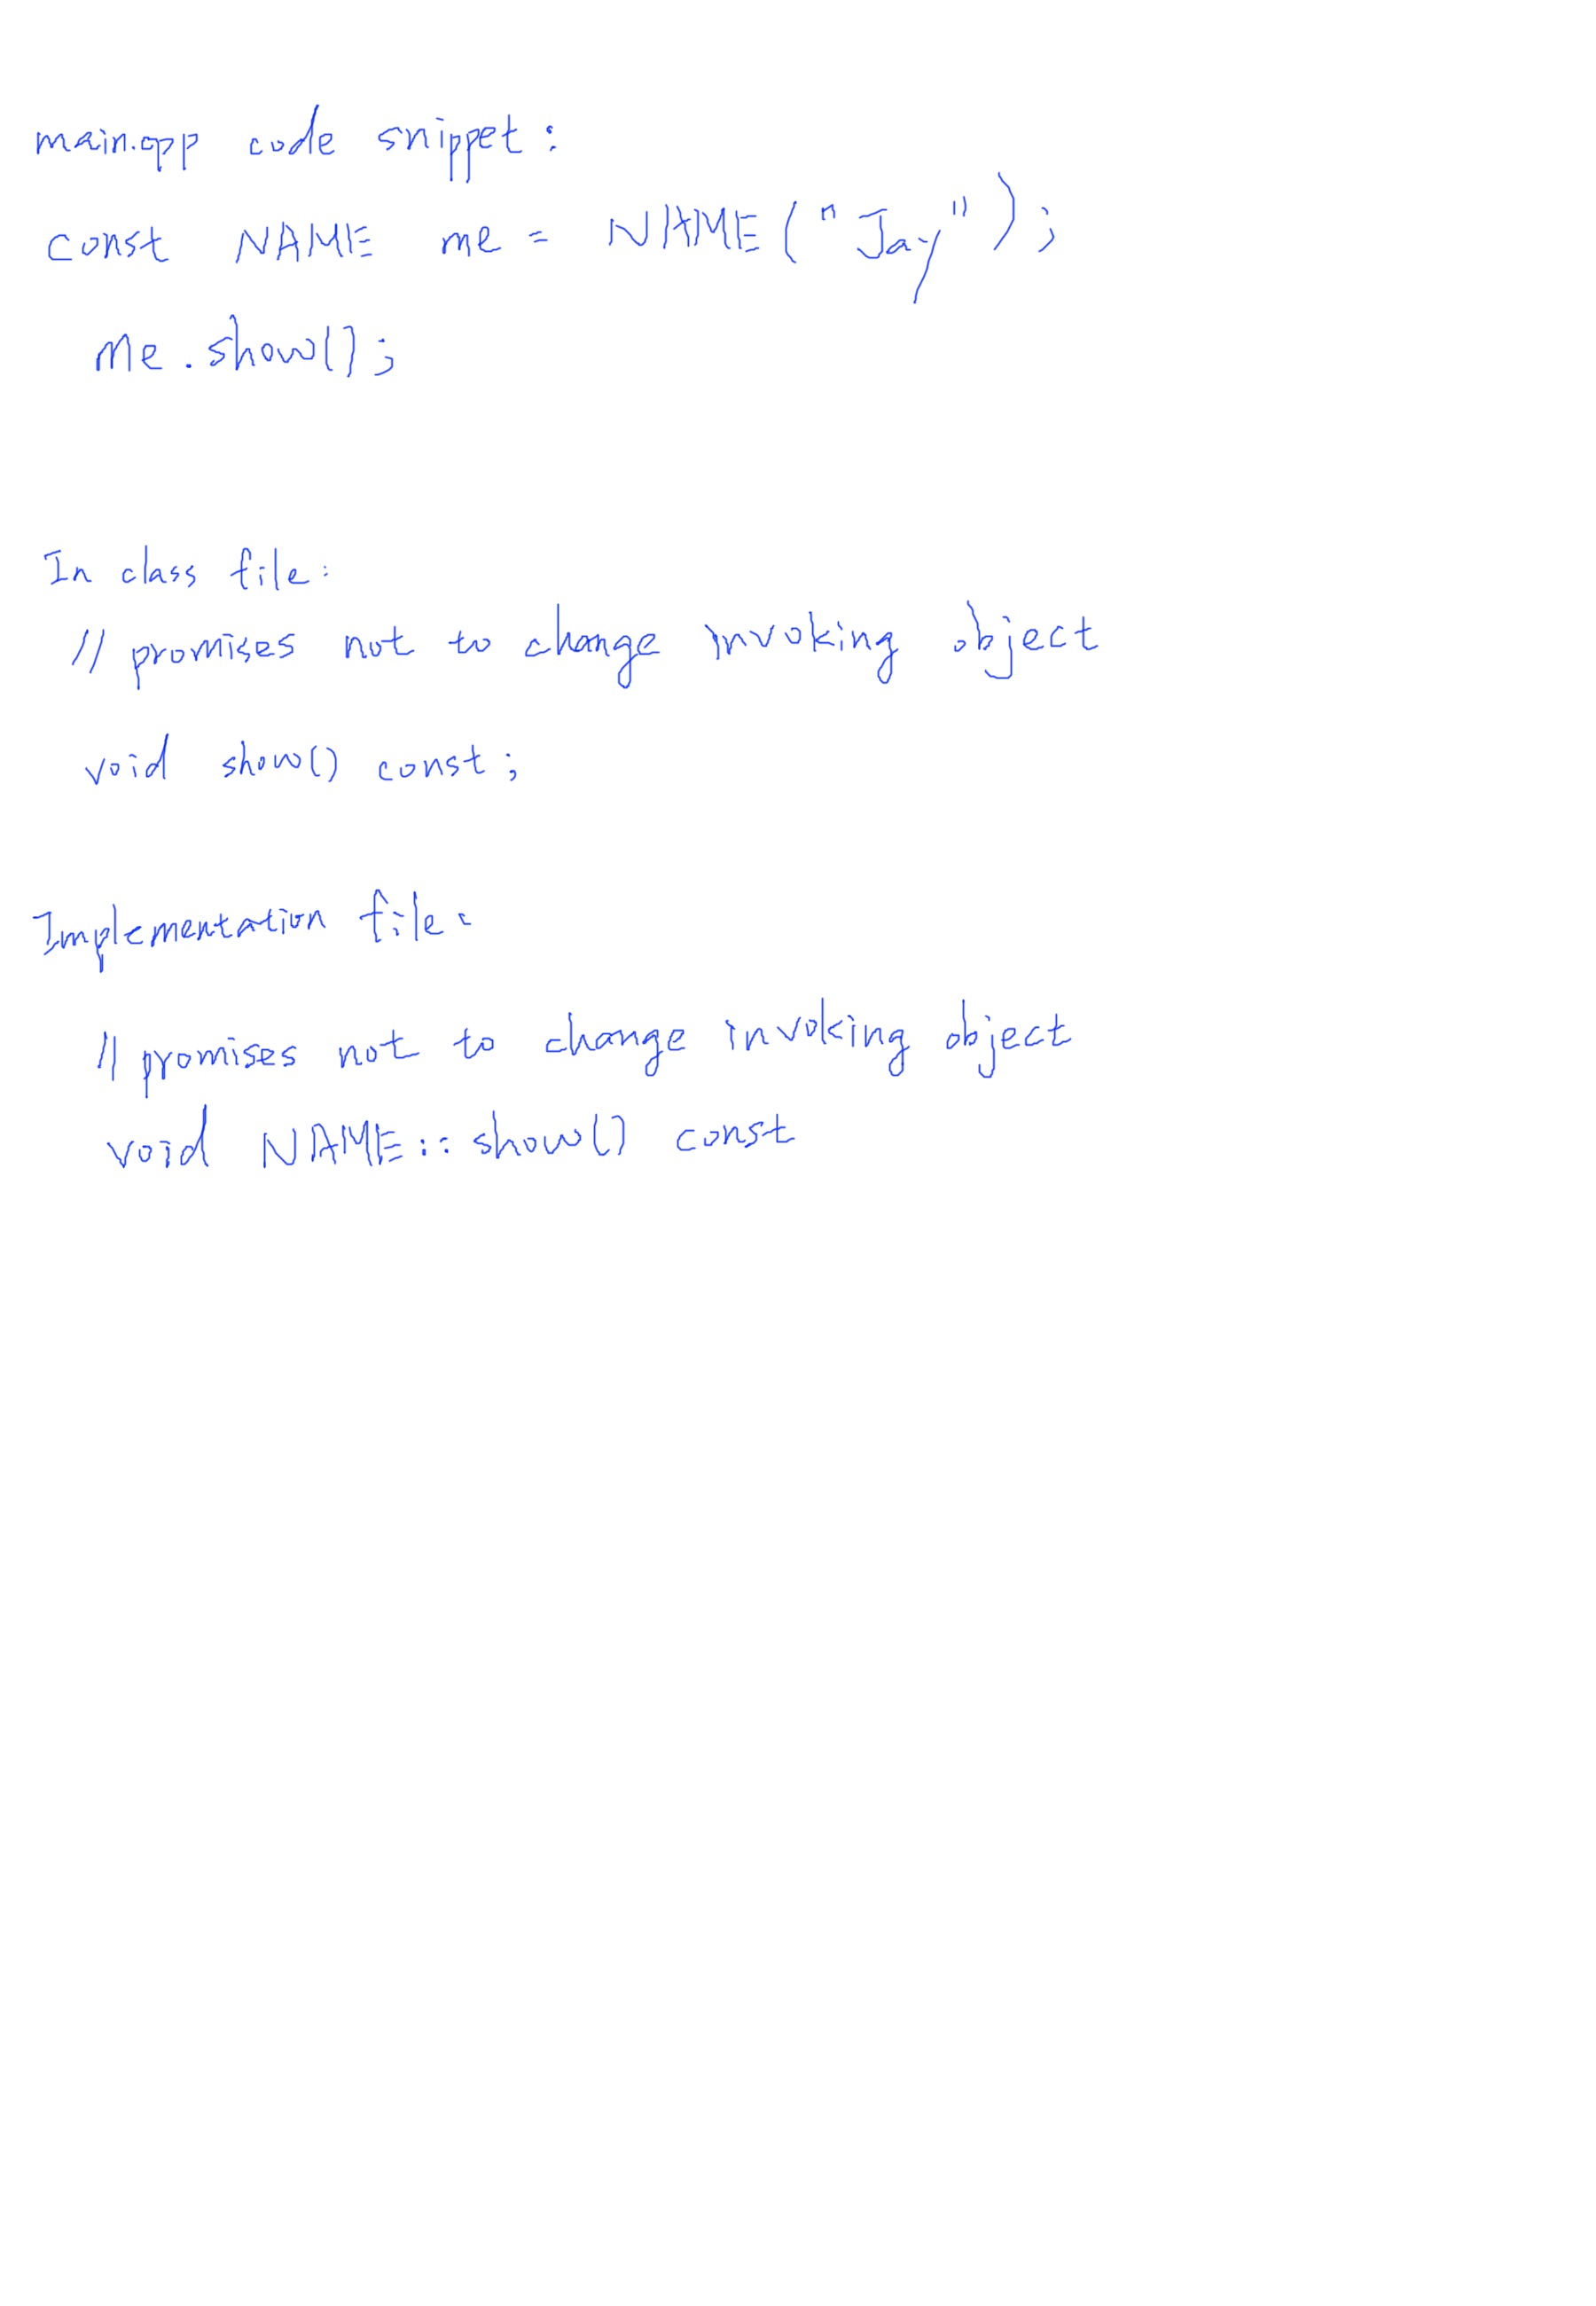 main.cpp code snippet:
const NAME me = NAME("Jay");
me.show();
In class file:
// promises not to change invoking object
void show() const;
Implementation file:
// promises not to change invoking object
void NAME::show() const